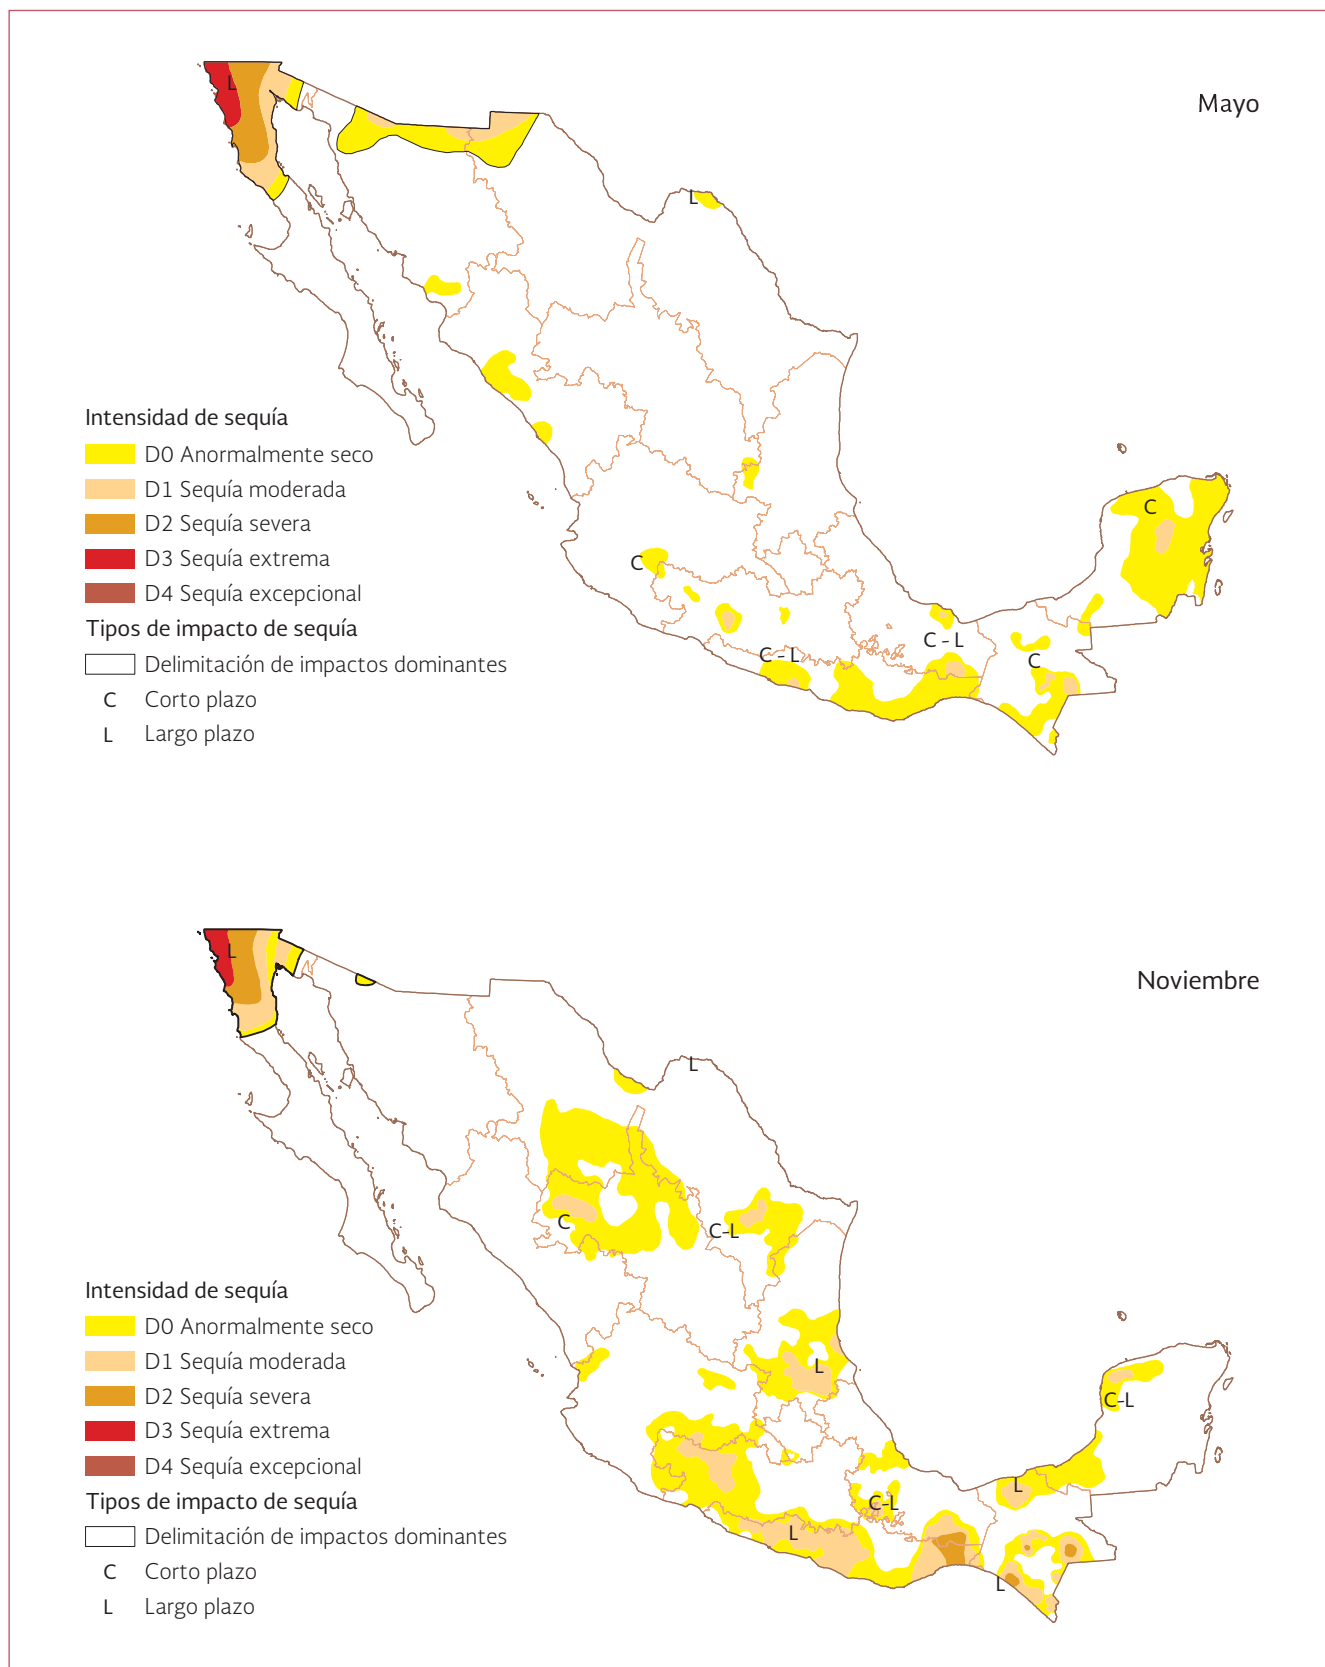 Mayo
L
L
C
C
C - L
C - L
C
Intensidad de sequía
D0 Anormalmente seco
D1 Sequía moderada
D2 Sequía severa
D3 Sequía extrema
D4 Sequía excepcional
Tipos de impacto de sequía
Delimitación de impactos dominantes
C Corto plazo
L Largo plazo
Noviembre
L
L
C
C-L
L
C-L
L
C-L
L
L
Intensidad de sequía
D0 Anormalmente seco
D1 Sequía moderada
D2 Sequía severa
D3 Sequía extrema
D4 Sequía excepcional
Tipos de impacto de sequía
Delimitación de impactos dominantes
C Corto plazo
L Largo plazo